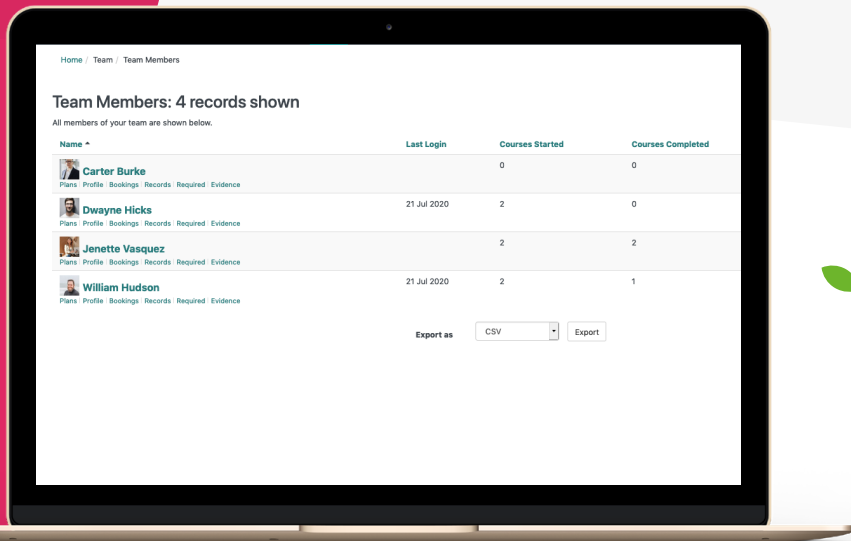 Home / Team / Team Members
Team Members: 4 records shown
All members of your team are shown below.
Name Last Login Courses Started Courses Completed
Carter Burke 0 0
Plans | Profile | Bookings | Records | Required | Evidence
Dwayne Hicks 21 Jul 2020 2 0
Plans | Profile | Bookings | Records | Required | Evidence
Jenette Vasquez 2 2
Plans | Profile | Bookings | Records | Required | Evidence
William Hudson 21 Jul 2020 2 1
Plans | Profile | Bookings | Records | Required | Evidence
Export as CSV Export